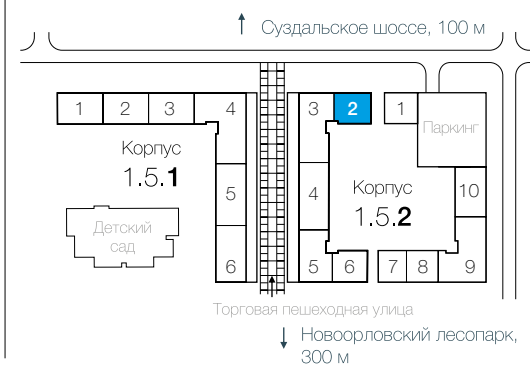 Суздальское шоссе, 100 м
1 2 3 4 3 2 1
Паркинг
Корпус
1.5.1
5 4
Корпус
1.5.2
10
Детский
сад
6 5 6 7 8 9
Торговая пешеходная улица
Новоорловский лесопарк,
300 м